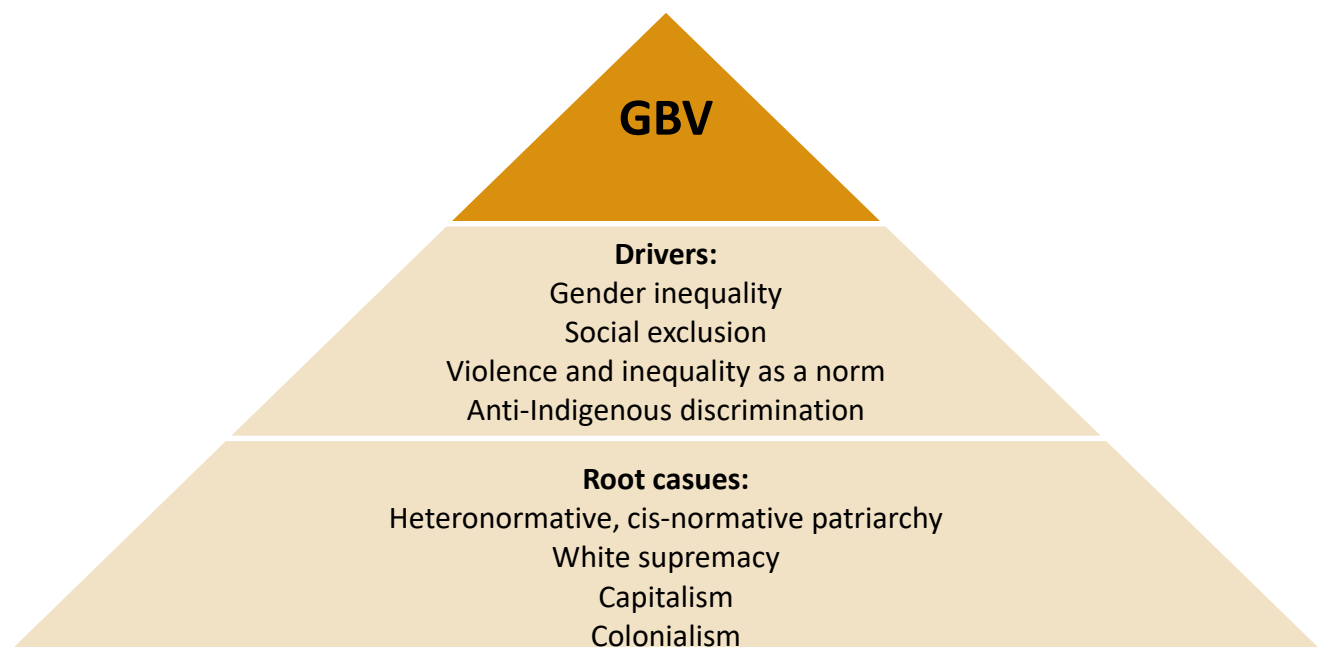 GBV
Drivers:
Gender inequality
Social exclusion
Violence and inequality as a norm
Anti-Indigenous discrimination
Root casues:
Heteronormative, cis-normative patriarchy
White supremacy
Capitalism
Colonialism